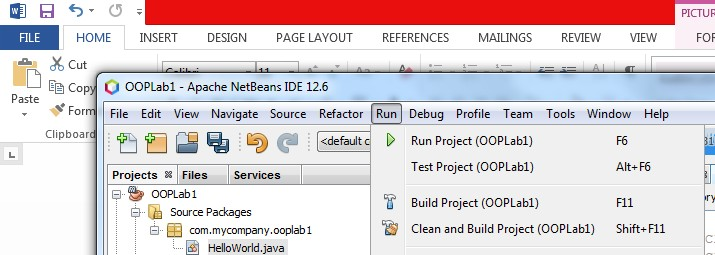 PICTUR
FILE HOME INSERT DESIGN PAGE LAYOUT REFERENCES MAILINGS REVIEW VIEW FO
Cut
Copy
Paste
Clipboard
Calibri 11
OOPLab1 - Apache NetBeans IDE 12.6
File Edit View Navigate Source Refactor Run Debug Profile Team Tools Window Help
<default c
Run Project (OOPLab1) F6
Test Project (OOPLab1) Alt+F6
Build Project (OOPLab1) F11
Clean and Build Project (OOPLab1) Shift+F11
Projects Files Services
OOPLab1
Source Packages
com.mycompany.ooplab1
HelloWorld.java